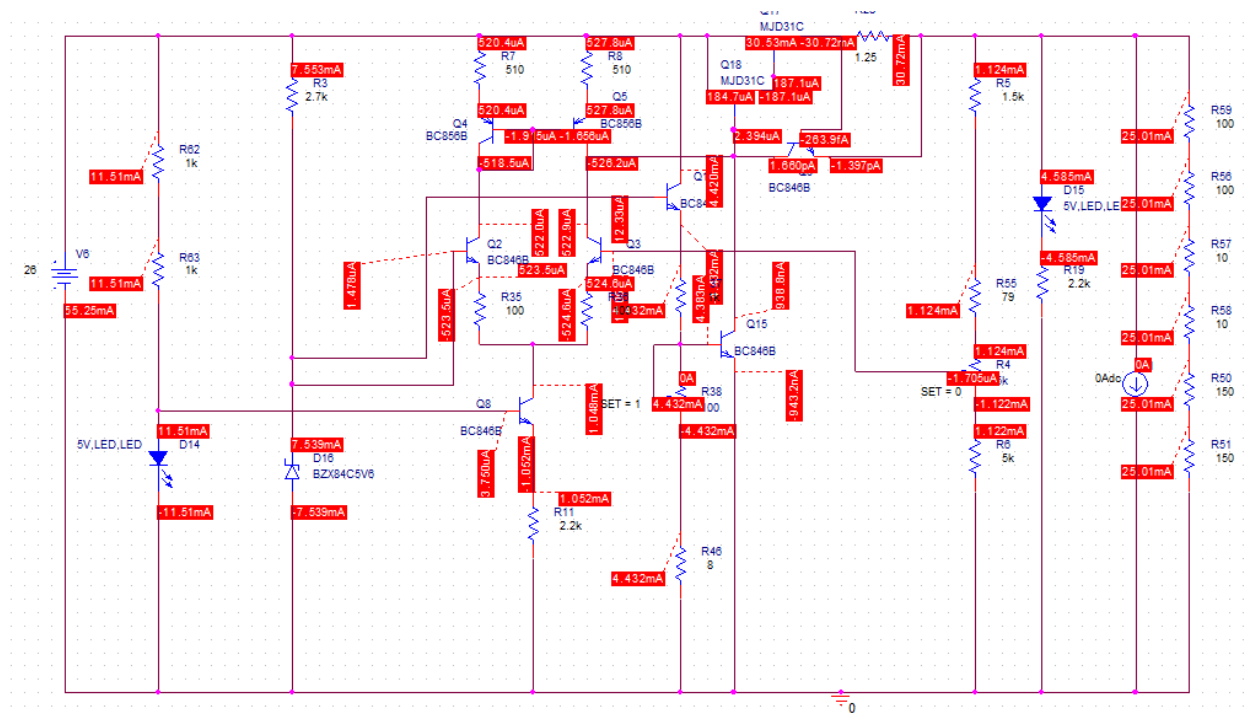 MJD31C
520.4uA
527.8uA
30.53mA
-30.72mA
R7
R8
1.25
30.72mA
7.553mA
510
510
Q18
1.124mA
R3
MJD31C
187.1uA
R5
2.7k
184.7uA
-187.1uA
1.5k
520.4uA
Q5
527.8uA
R59
Q4
BC856B
100
BC856B
-1.656uA
2.394uA
-263.9fA
25.01mA
R62
1k
-518.5uA
-526.2uA
1.660pA
-1.397pA
11.51mA
4.420mA
4.585mA
R56
BC846B
D15
100
5V,LED,LE
25.01mA
12.33uA
522.0uA
522.9uA
V6
R63
Q2
Q3
R57
26
1k
BC846B
BC846B
-4.585mA
10
1.478uA
523.5uA
R19
25.01mA
11.51mA
524.6uA
2.2k
55.25mA
R35
R55
R58
100
79
10
-523.5uA
-524.6uA
4.383mA
938.8nA
1.124mA
Q15
25.01mA
BC846B
1.124mA
R4
0A
0A
-1.705uA
0Adc
R50
R38
SET = 0
150
Q8
SET = 1
4.432mA
-1.122mA
25.01mA
1.048mA
-943.2nA
BC846B
-4.432mA
11.51mA
7.539mA
1.122mA
R51
5V,LED,LED
D14
D16
R6
150
BZX84C5V6
5k
25.01mA
3.750uA
-1.052mA
-11.51mA
-7.539mA
1.052mA
R11
2.2k
R46
8
4.432mA
0